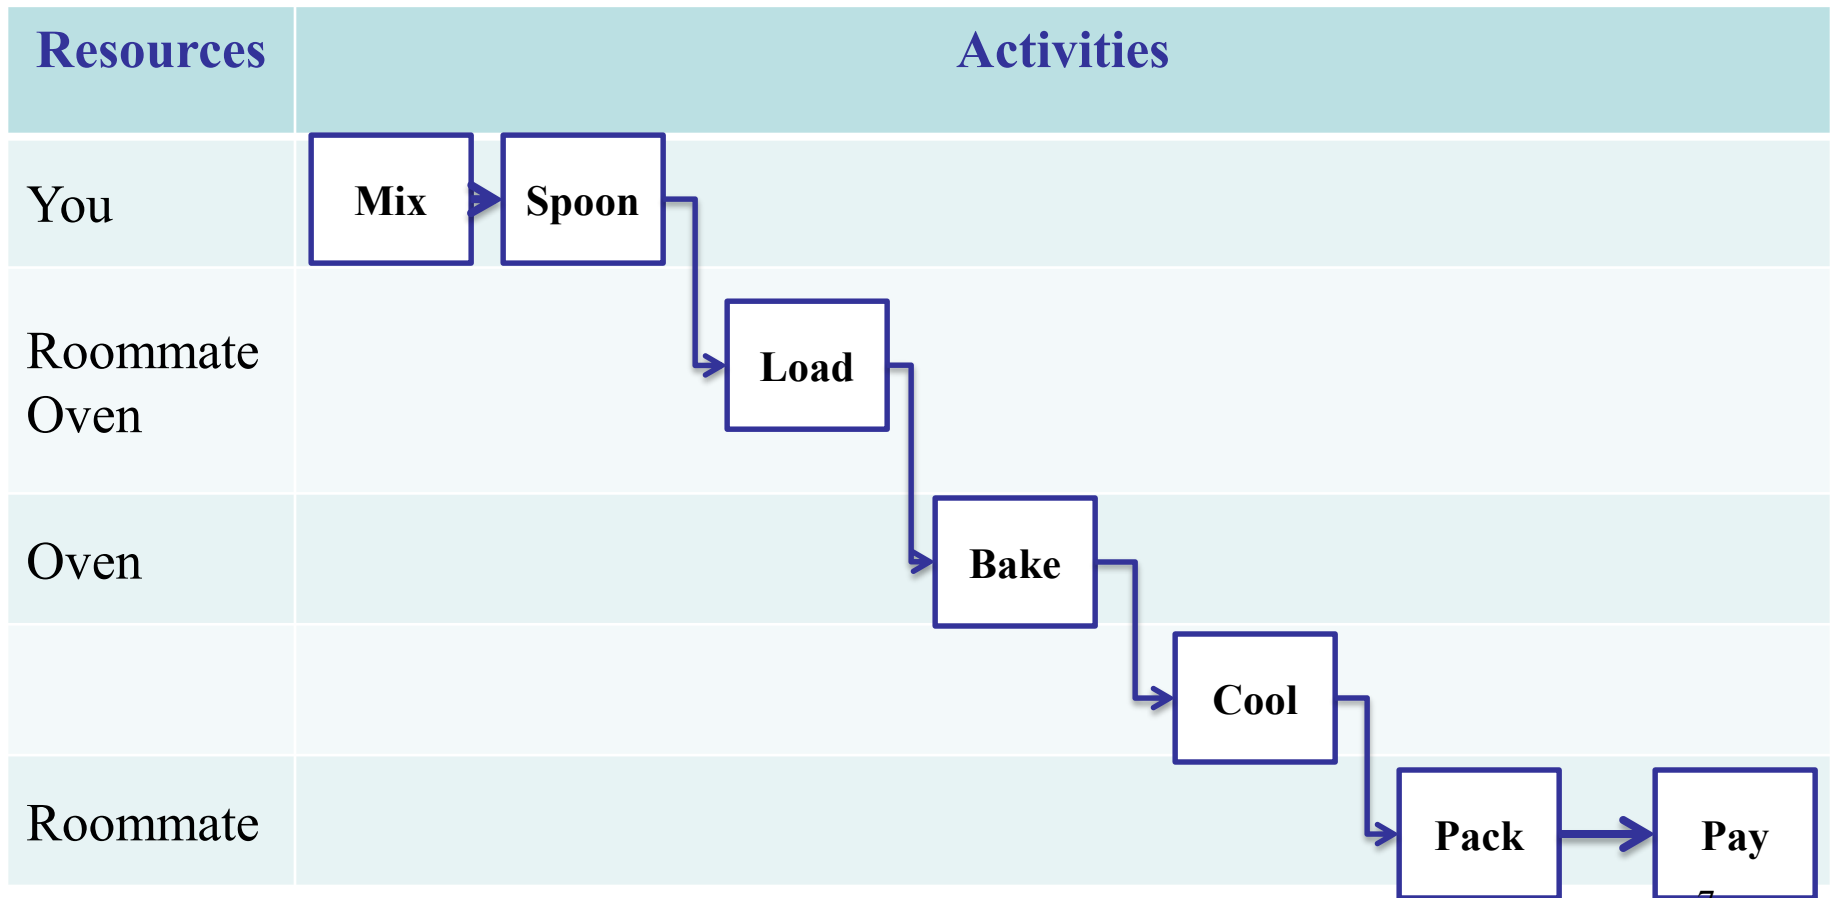 Resources
Activities
You
Mix
Spoon
Roommate
Oven
Load
Oven
Bake
Cool
Roommate
Pack
Pay